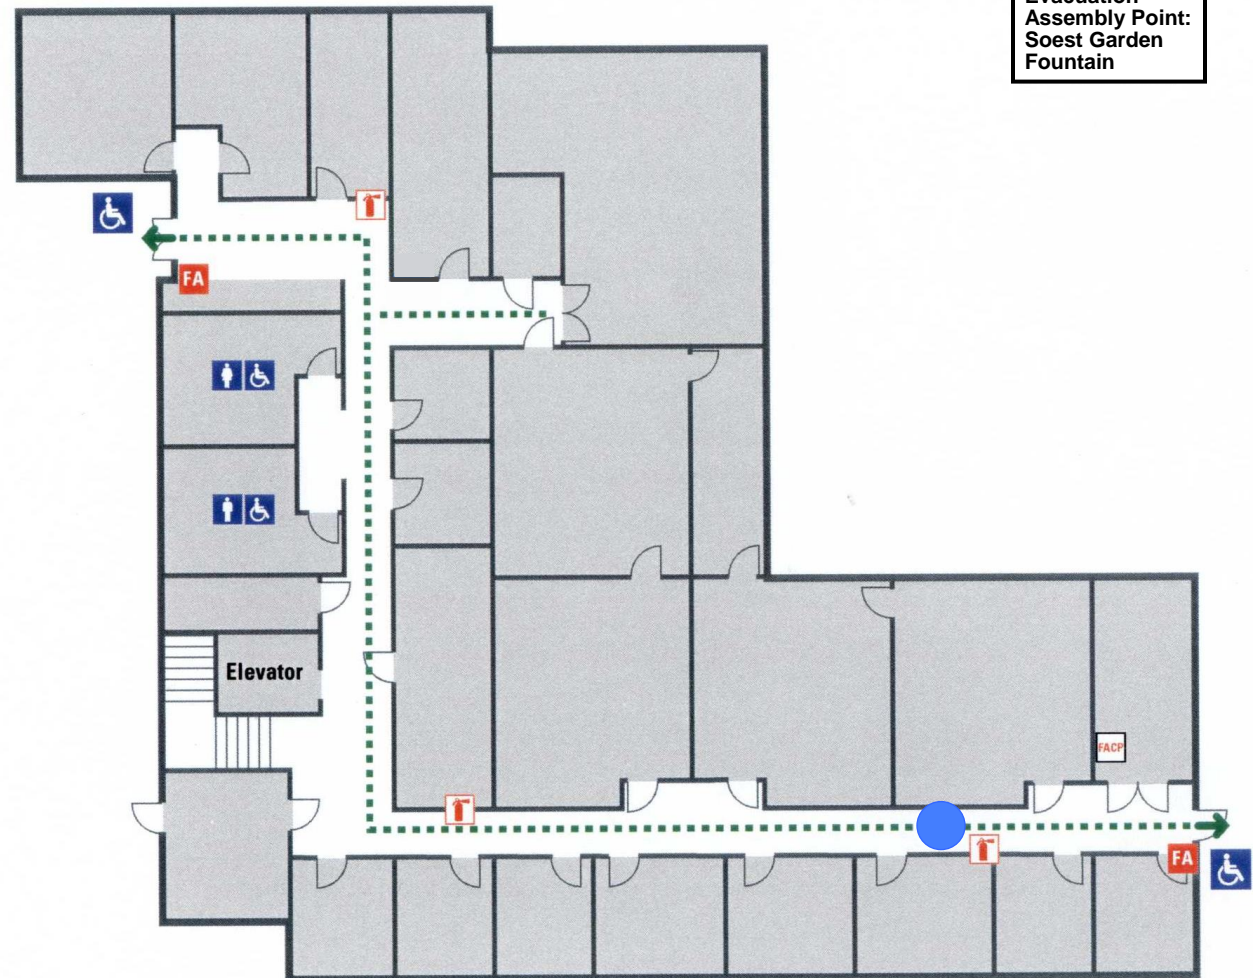 Evacuation
Assembly Point:
Soest Garden
Fountain
FA
Elevator
FACP
FA